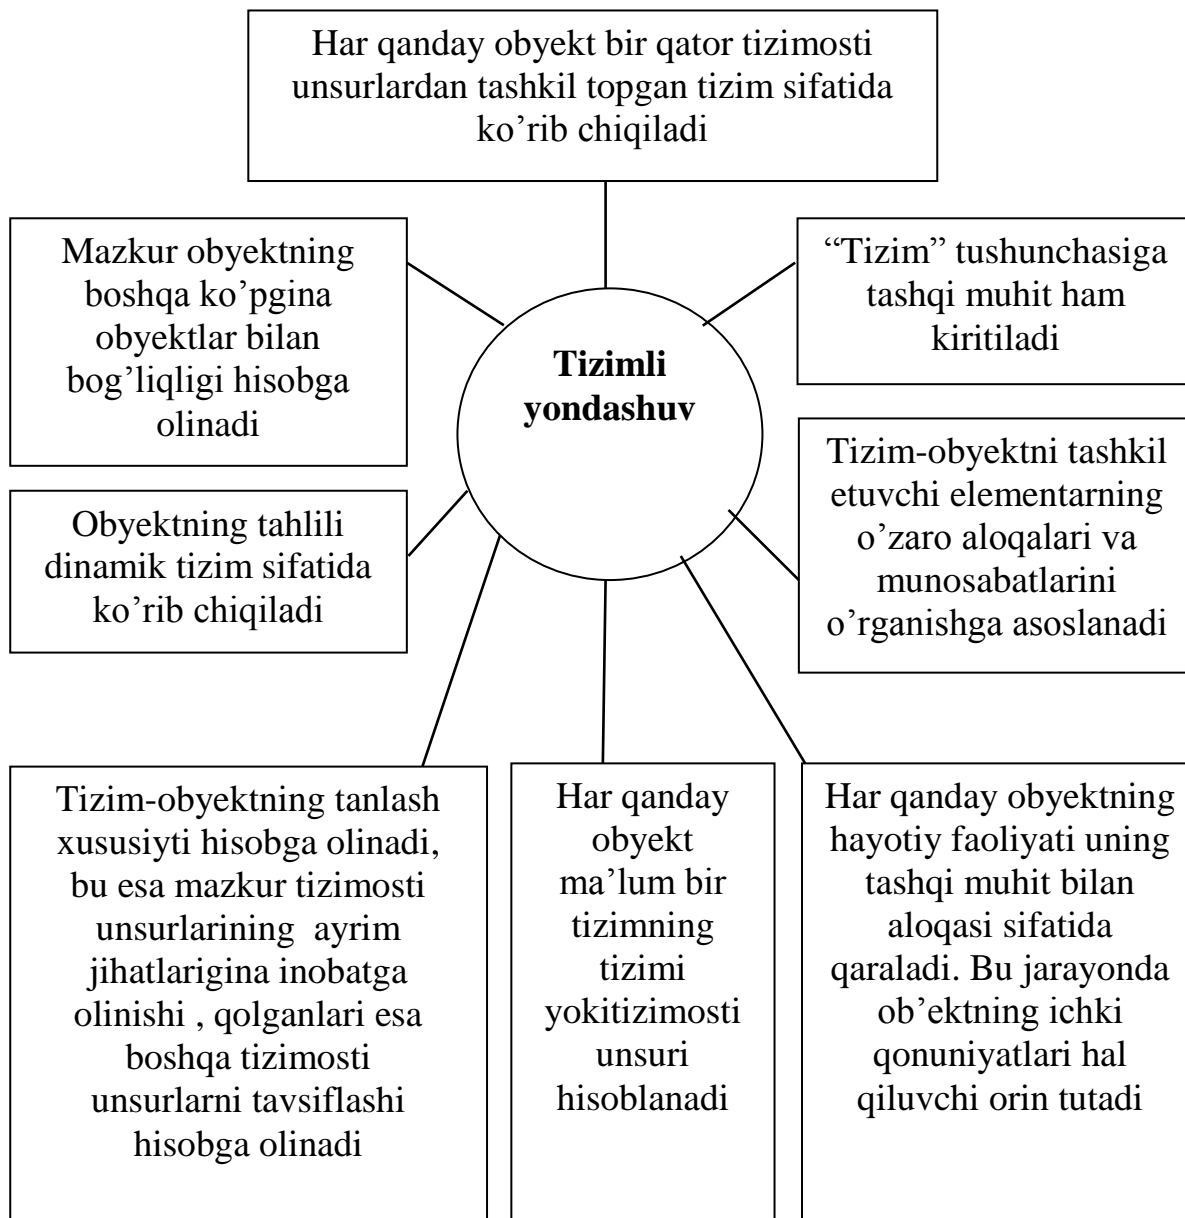 Har qanday obyekt bir qator tizimosti
unsurlardan tashkil topgan tizim sifatida
ko’rib chiqiladi
Mazkur obyektning
boshqa ko’pgina
obyektlar bilan
bog’liqligi hisobga
olinadi
“Tizim” tushunchasiga
tashqi muhit ham
kiritiladi
Tizimli
yondashuv
Obyektning tahlili
dinamik tizim sifatida
ko’rib chiqiladi
Tizim-obyektni tashkil
etuvchi elementarning
o’zaro aloqalari va
munosabatlarini
o’rganishga asoslanadi
Tizim-obyektning tanlash
xususiyti hisobga olinadi,
bu esa mazkur tizimosti
unsurlarining  ayrim
jihatlarigina inobatga
olinishi , qolganlari esa
boshqa tizimosti
unsurlarni tavsiflashi
hisobga olinadi
Har qanday
obyekt
ma’lum bir
tizimning
tizimi
yokitizimosti
unsuri
hisoblanadi
Har qanday obyektning
hayotiy faoliyati uning
tashqi muhit bilan
aloqasi sifatida
qaraladi. Bu jarayonda
ob’ektning ichki
qonuniyatlari hal
qiluvchi orin tutadi